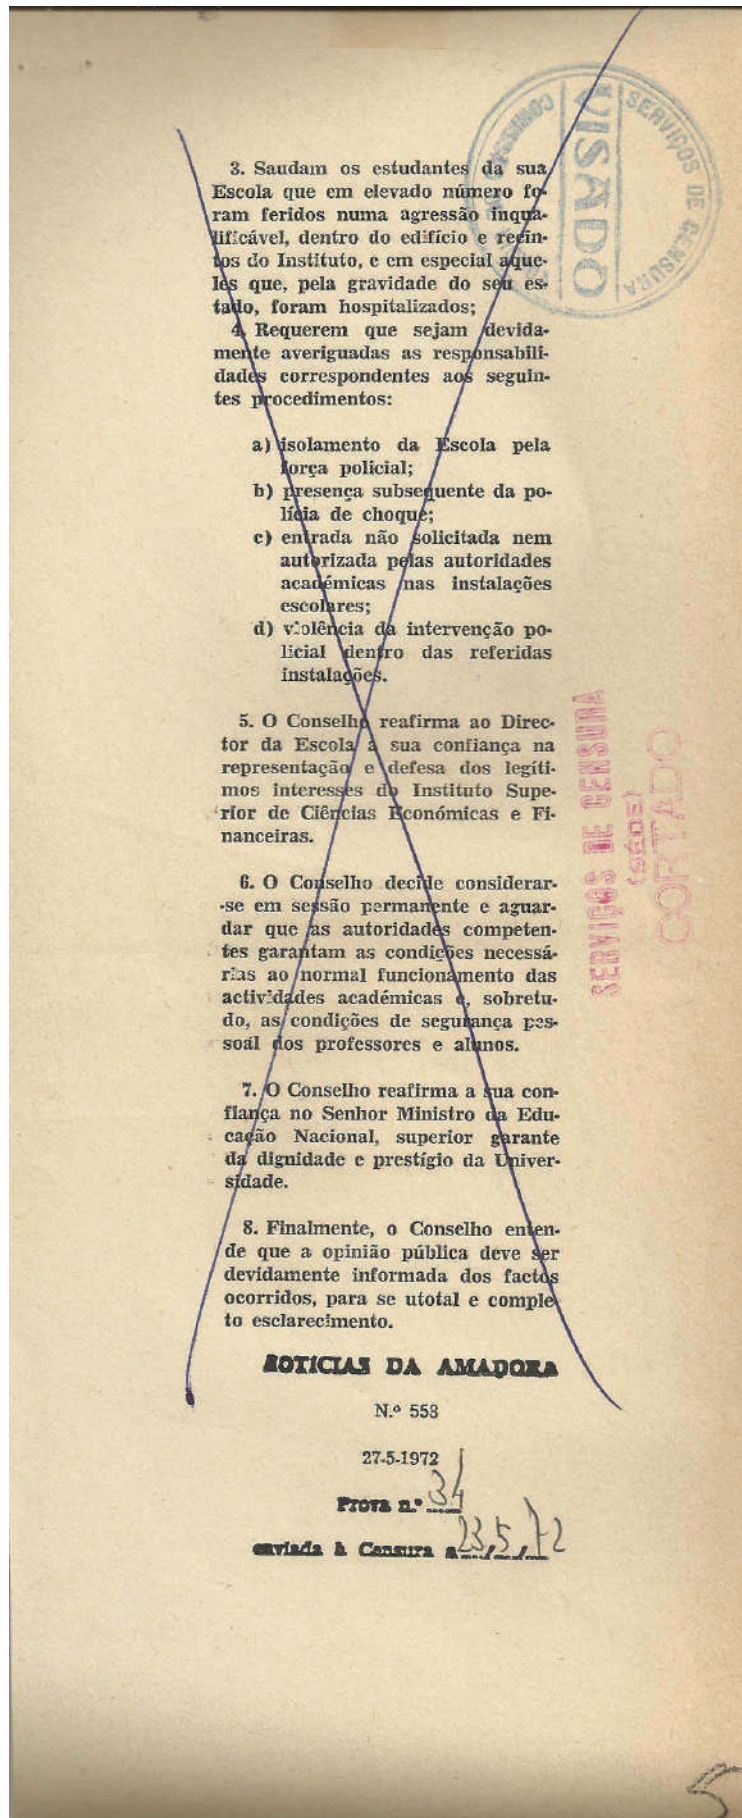 SERVIÇOS DE CENSURA
VISADO
COMISSÃO
3. Saudam os estudantes da sua
Escola que em elevado número fo-
ram feridos numa agressão inqua-
lificável, dentro do edifício e recin-
tos do Instituto, e em especial aque-
les que, pela gravidade do seu es-
tado, foram hospitalizados;
4. Requerem que sejam devida-
mente averiguadas as responsabili-
dades correspondentes aos seguin-
tes procedimentos:
a) isolamento da Escola pela
força policial;
b) presença subsequente da po-
lícia de choque;
c) entrada não solicitada nem
autorizada pelas autoridades
académicas nas instalações
escolares;
d) violência da intervenção po-
licial dentro das referidas
instalações.
5. O Conselho reafirma ao Direc-
tor da Escola a sua confiança na
representação e defesa dos legíti-
mos interesses do Instituto Supe-
rior de Ciências Económicas e Fi-
nanceiras.
6. O Conselho decide considerar-
-se em sessão permanente e aguar-
dar que as autoridades competen-
tes garantam as condições necessá-
rias ao normal funcionamento das
actividades académicas e, sobretu-
do, as condições de segurança pes-
soal dos professores e alunos.
7. O Conselho reafirma a sua con-
fiança no Senhor Ministro da Edu-
cação Nacional, superior garante
da dignidade e prestígio da Univer-
sidade.
8. Finalmente, o Conselho enten-
de que a opinião pública deve ser
devidamente informada dos factos
ocorridos, para se utotal e comple-
to esclarecimento.
SERVIÇOS DE CENSURA
(SÉDE)
CORTADO
NOTICIAS DA AMADORA
N.º 558
27-5-1972
Prova n.º 34
enviada à Censura a 23/5/72
5